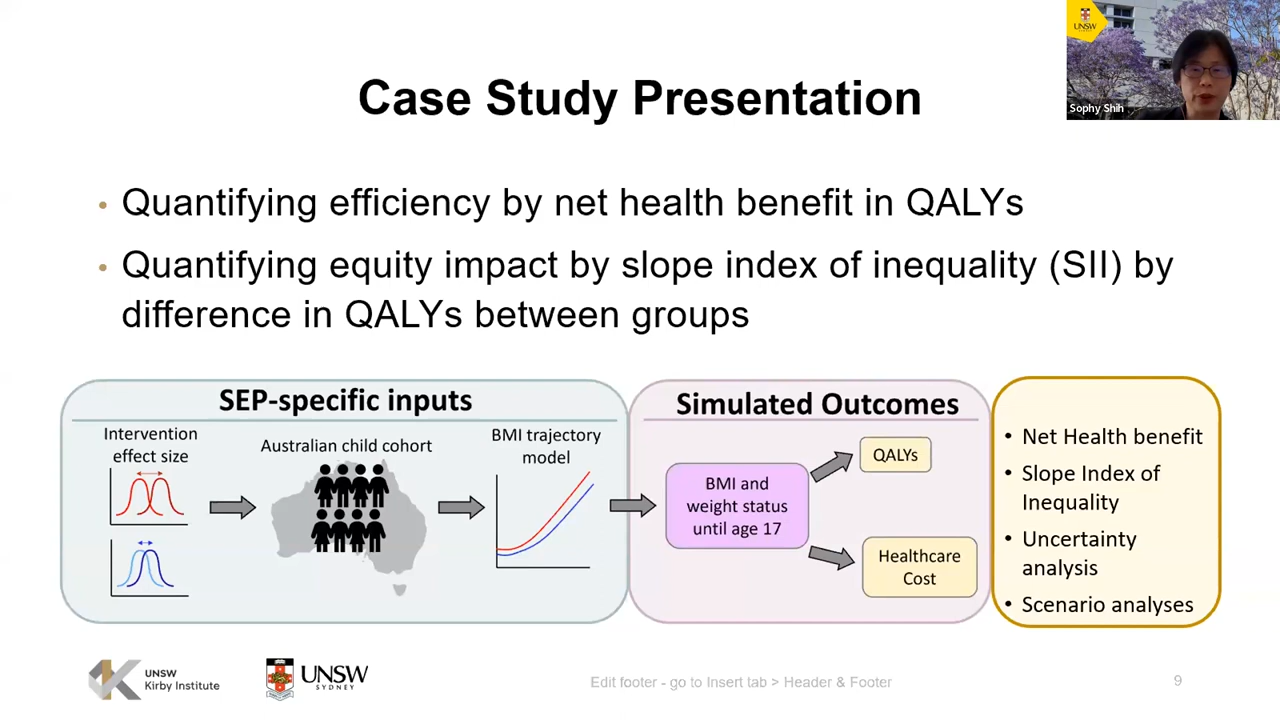 UNSW
SYDNEY
Sophy Shih
Case Study Presentation
• Quantifying efficiency by net health benefit in QALYs
• Quantifying equity impact by slope index of inequality (SII) by
difference in QALYs between groups
SEP-specific inputs
Intervention
effect size
Australian child cohort
BMI trajectory
model
Simulated Outcomes
BMI and
weight status
until age 17
QALYs
Healthcare
Cost
• Net Health benefit
• Slope Index of
Inequality
• Uncertainty
analysis
• Scenario analyses
UNSW
Kirby Institute
UNSW
SYDNEY
Edit footer - go to Insert tab > Header & Footer
9